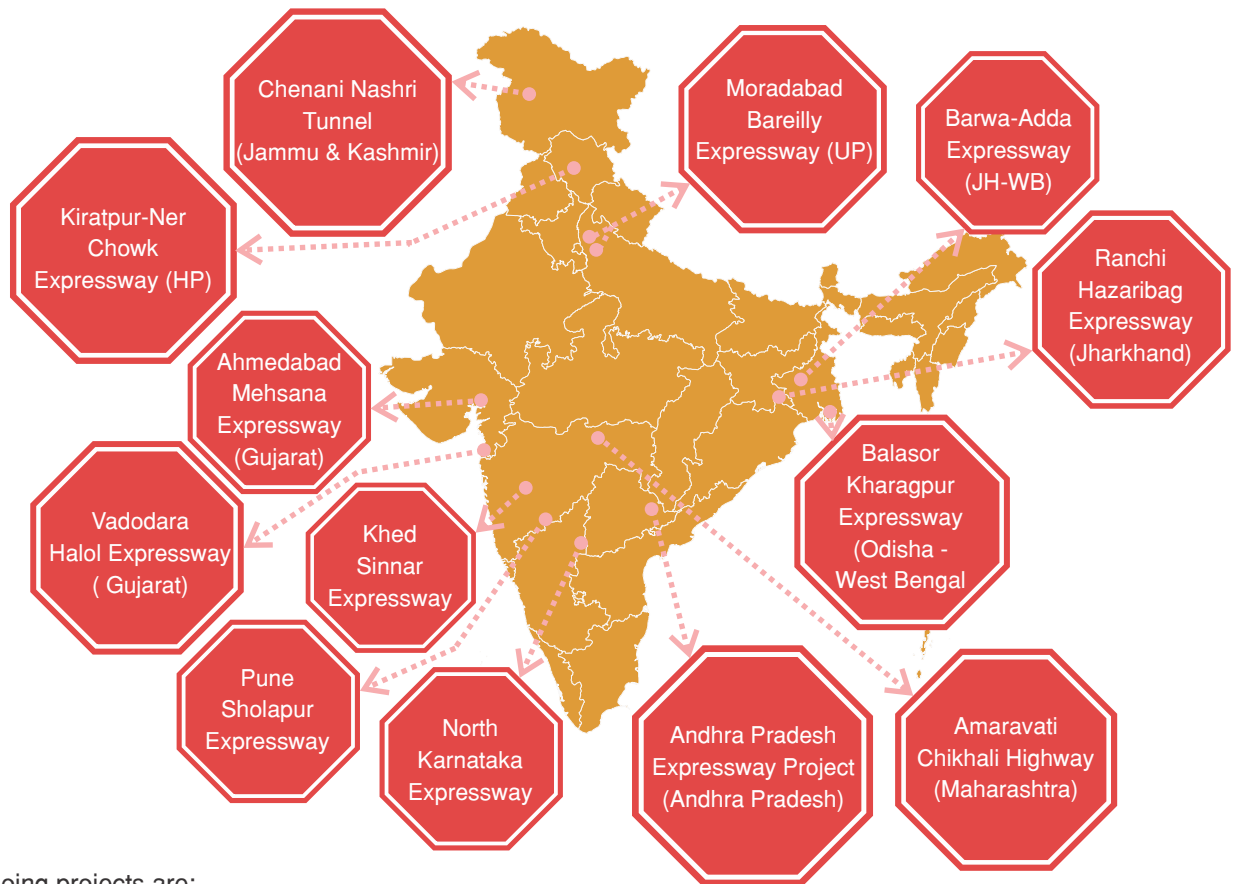 Chenani Nashri
Tunnel
(Jammu & Kashmir)
Moradabad
Bareilly
Expressway (UP)
Barwa-Adda
Expressway
(JH-WB)
Kiratpur-Ner
Chowk
Expressway (HP)
Ranchi
Hazaribag
Expressway
(Jharkhand)
Ahmedabad
Mehsana
Expressway
(Gujarat)
Balasor
Kharagpur
Expressway
(Odisha -
West Bengal
Vadodara
Halol Expressway
( Gujarat)
Khed
Sinnar
Expressway
Pune
Sholapur
Expressway
North
Karnataka
Expressway
Andhra Pradesh
Expressway Project
(Andhra Pradesh)
Amaravati
Chikhali Highway
(Maharashtra)
projects are: